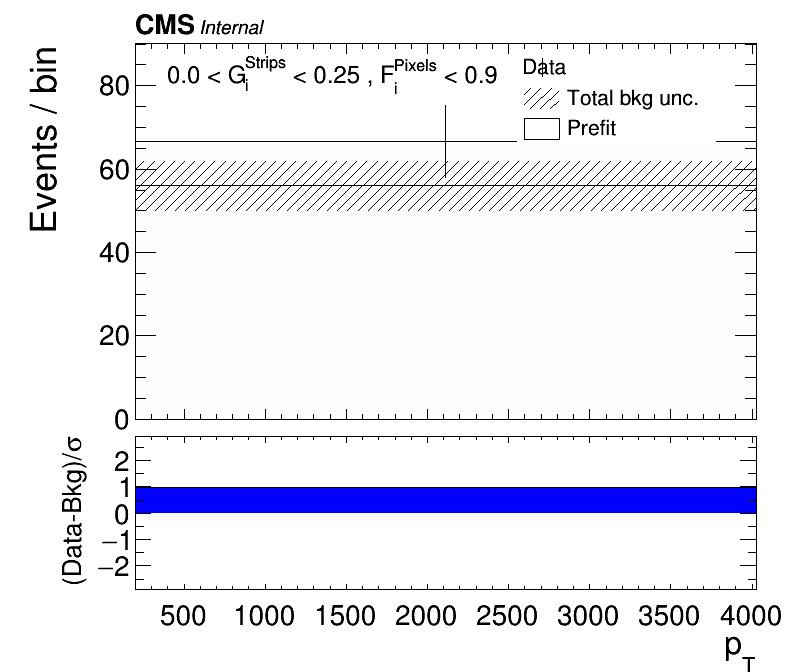 CMS Internal
0.0 < G_i^Strips < 0.25 , F_i^Pixels < 0.9
Data
Total bkg unc.
Prefit
Events / bin
80
60
40
20
0
(Data-Bkg)/σ
2
1
0
−1
−2
500 1000 1500 2000 2500 3000 3500 4000
p_T